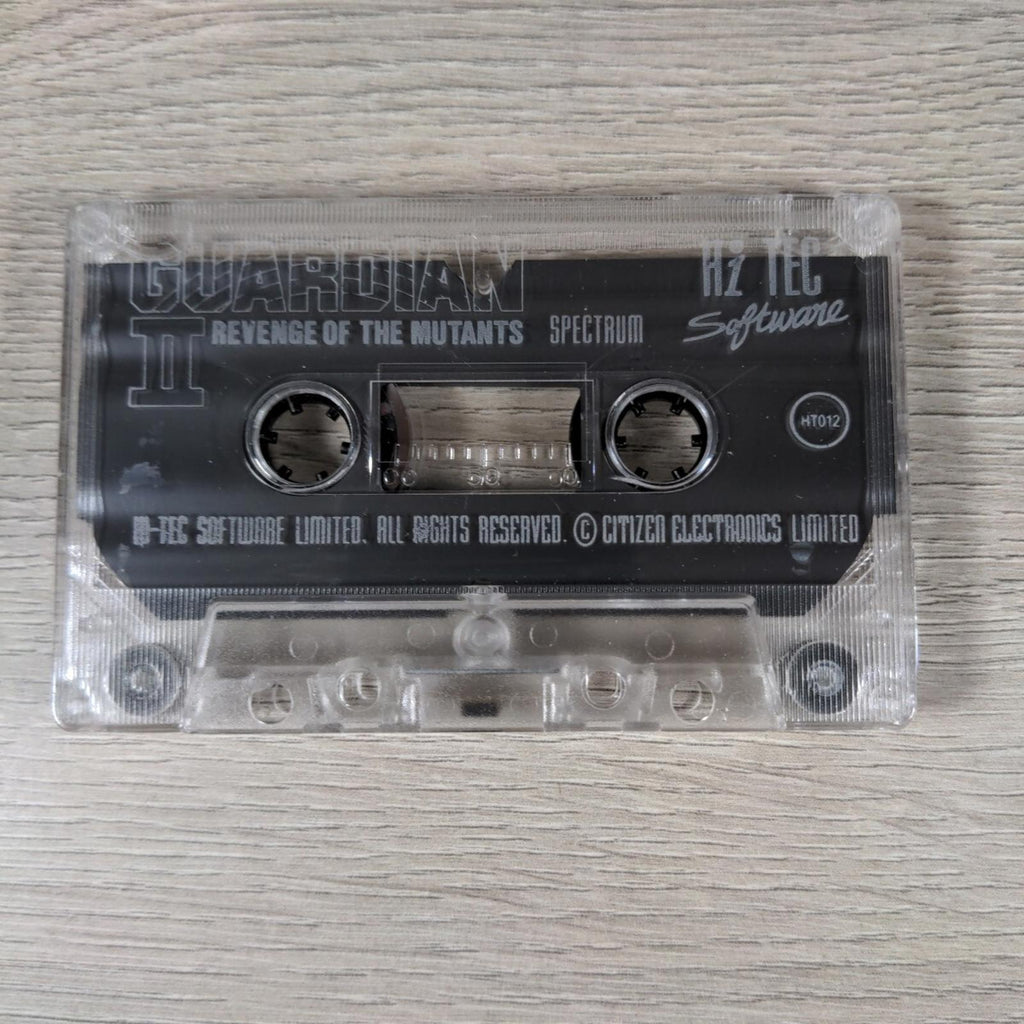 GUARDIAN
II
REVENGE OF THE MUTANTS
SPECTRUM
Hi TEC
Software
HT012
HI-TEC SOFTWARE LIMITED. ALL RIGHTS RESERVED. © CITIZEN ELECTRONICS LIMITED